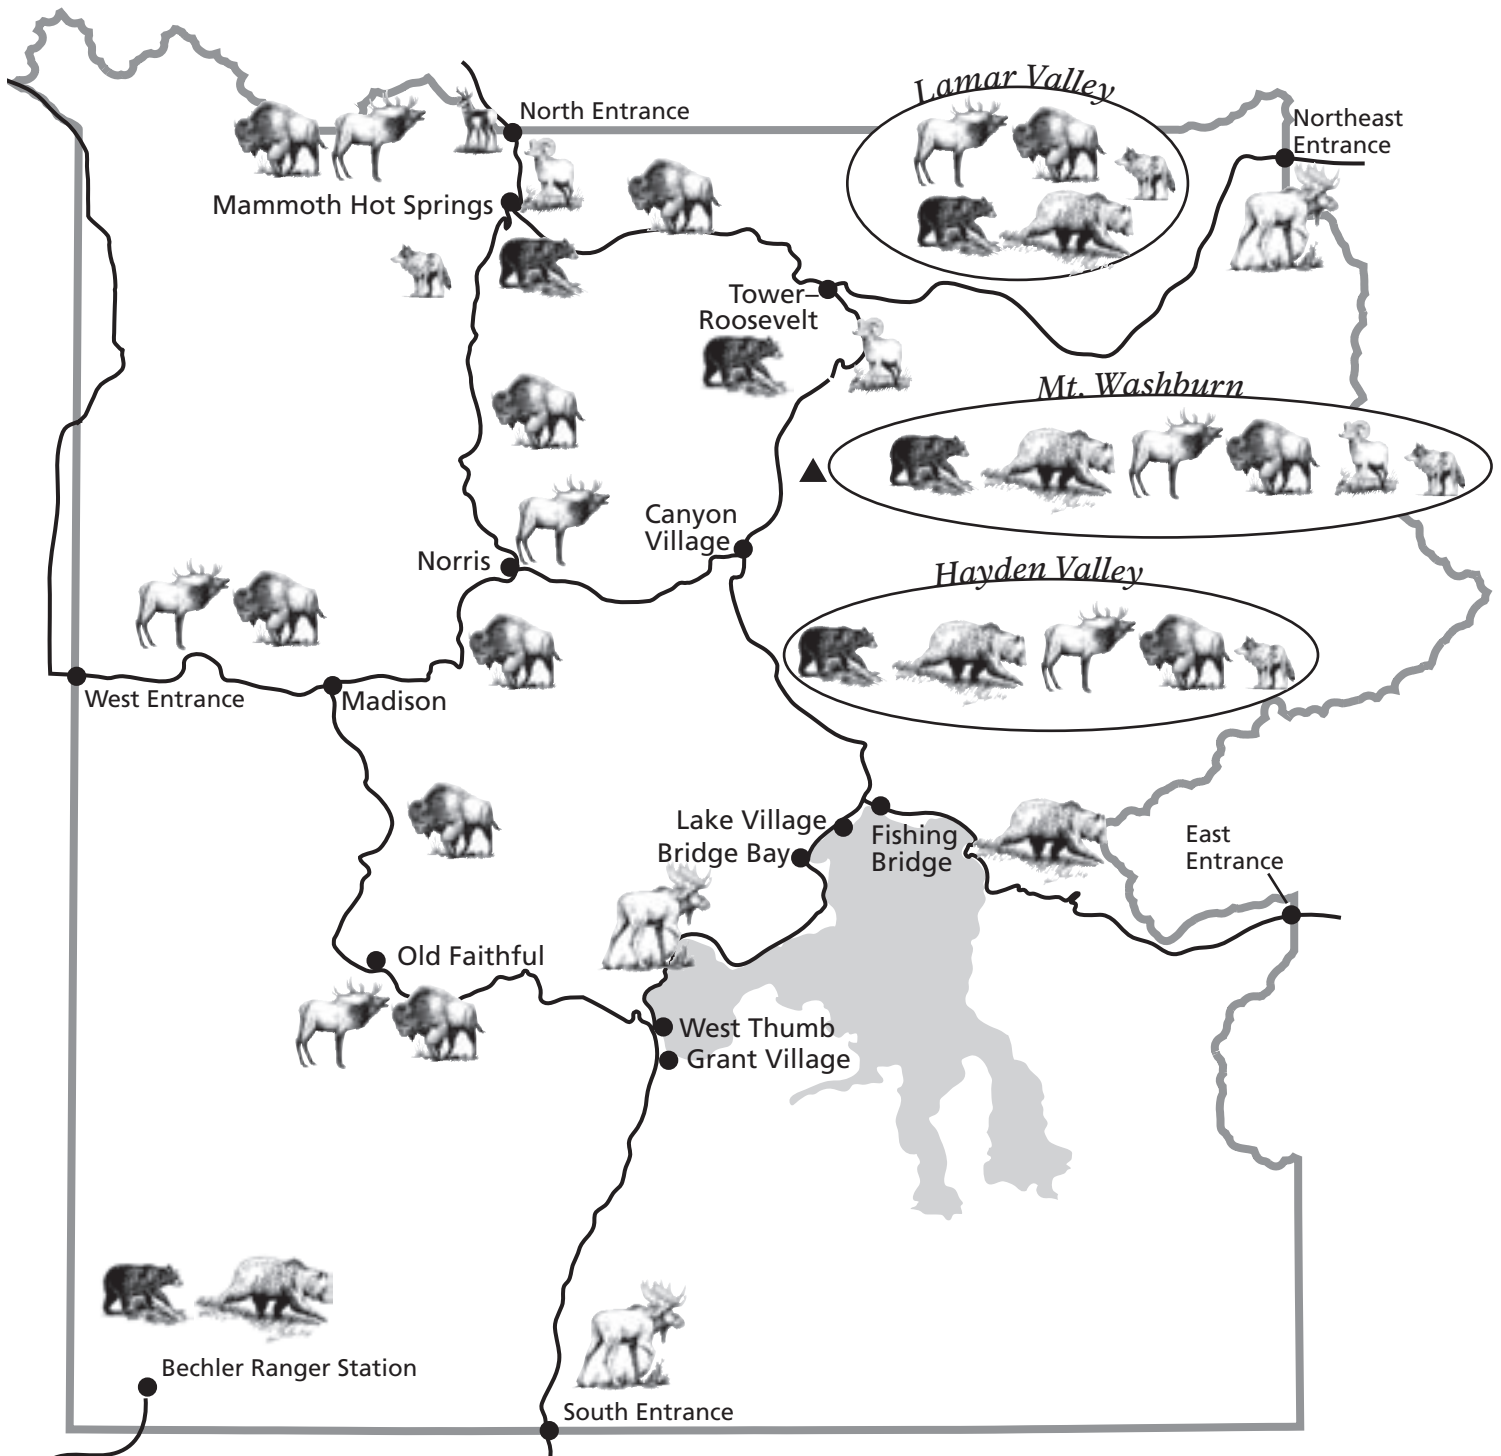 Lamar Valley
North Entrance
Northeast
Entrance
Mammoth Hot Springs
Tower–
Roosevelt
Mt. Washburn
Canyon
Village
Norris
Hayden Valley
West Entrance
Madison
Lake Village
Bridge Bay
Fishing
Bridge
East
Entrance
Old Faithful
West Thumb
Grant Village
Bechler Ranger Station
South Entrance